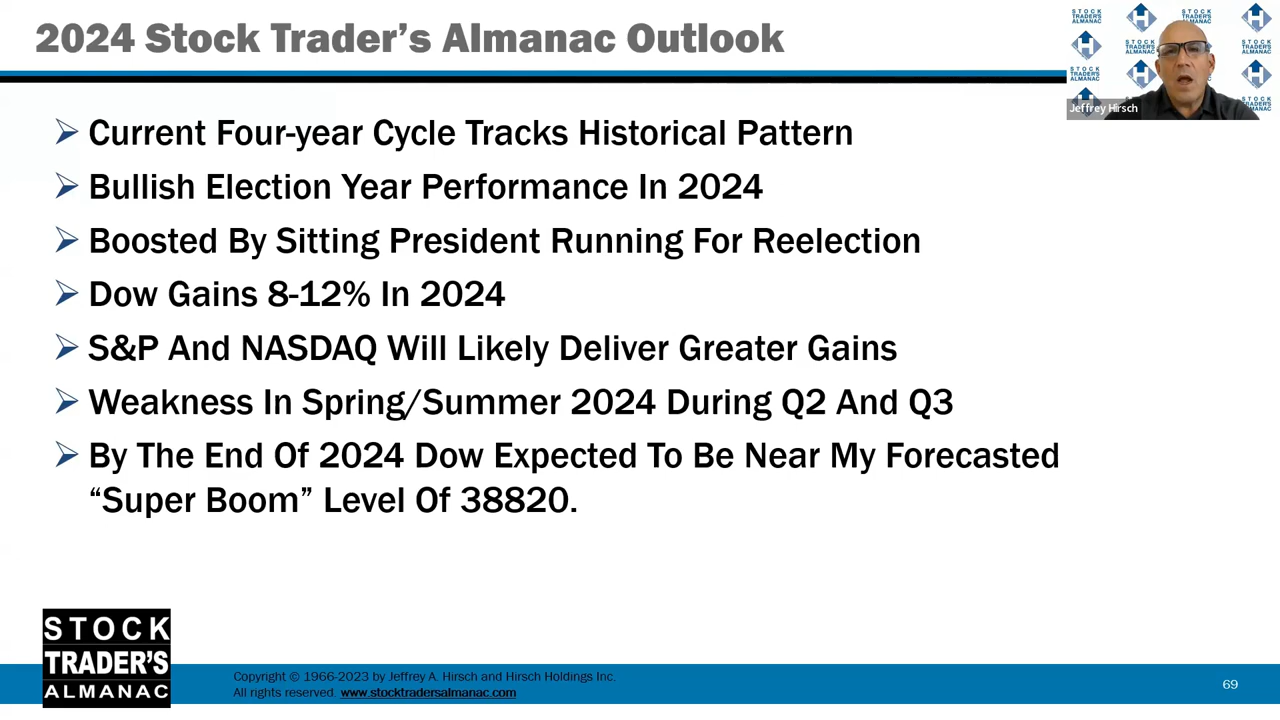 2024 Stock Trader’s Almanac Outlook
Current Four-year Cycle Tracks Historical Pattern
Bullish Election Year Performance In 2024
Boosted By Sitting President Running For Reelection
Dow Gains 8-12% In 2024
S&P And NASDAQ Will Likely Deliver Greater Gains
Weakness In Spring/Summer 2024 During Q2 And Q3
By The End Of 2024 Dow Expected To Be Near My Forecasted
“Super Boom” Level Of 38820.
Jeffrey Hirsch
STOCK
TRADER’S
ALMANAC
Copyright © 1966-2023 by Jeffrey A. Hirsch and Hirsch Holdings Inc.
All rights reserved. www.stocktradersalmanac.com
69